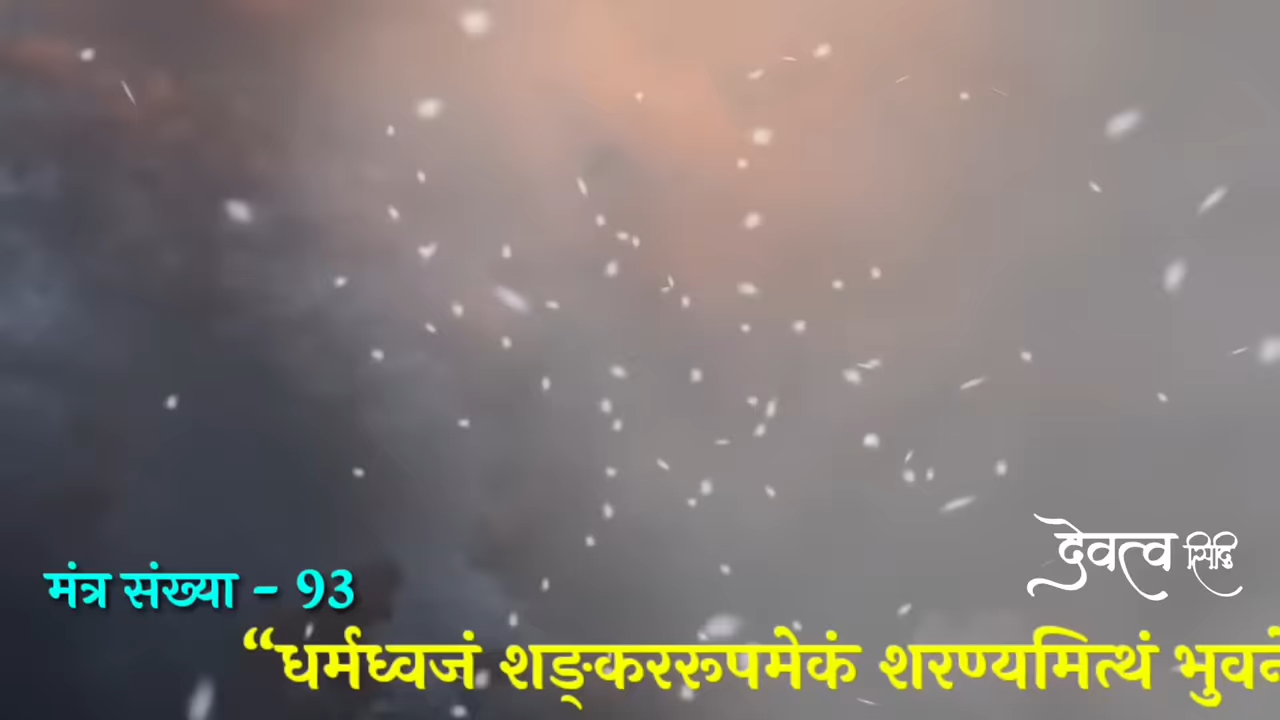 देवत्व सिद्धि
मंत्र संख्या - 93
“धर्मध्वजं शङ्कररूपमेकं शरण्यमित्थं